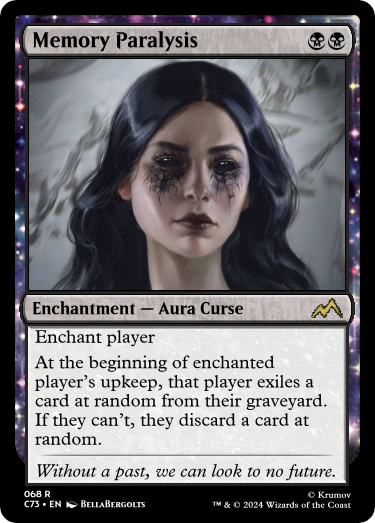 Memory Paralysis
Enchantment — Aura Curse
Enchant player
At the beginning of enchanted
player's upkeep, that player exiles a
card at random from their graveyard.
If they can't, they discard a card at
random.
Without a past, we can look to no future.
068 R
C73 • EN BellaBergolts
© Krumov
™ & © 2024 Wizards of the Coast